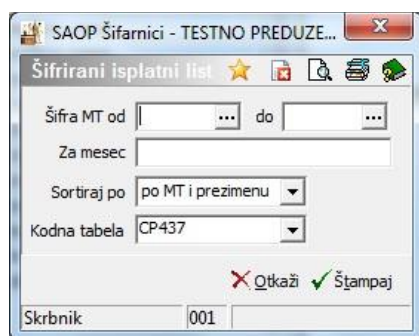 SAOP Šifarnici - TESTNO PREDUZE...
Šifrirani isplatni list
Šifra MT od ... do ...
Za mesec
Sortiraj po po MT i prezimenu
Kodna tabela CP437
Otkaži Štampaj
Skrbnik 001